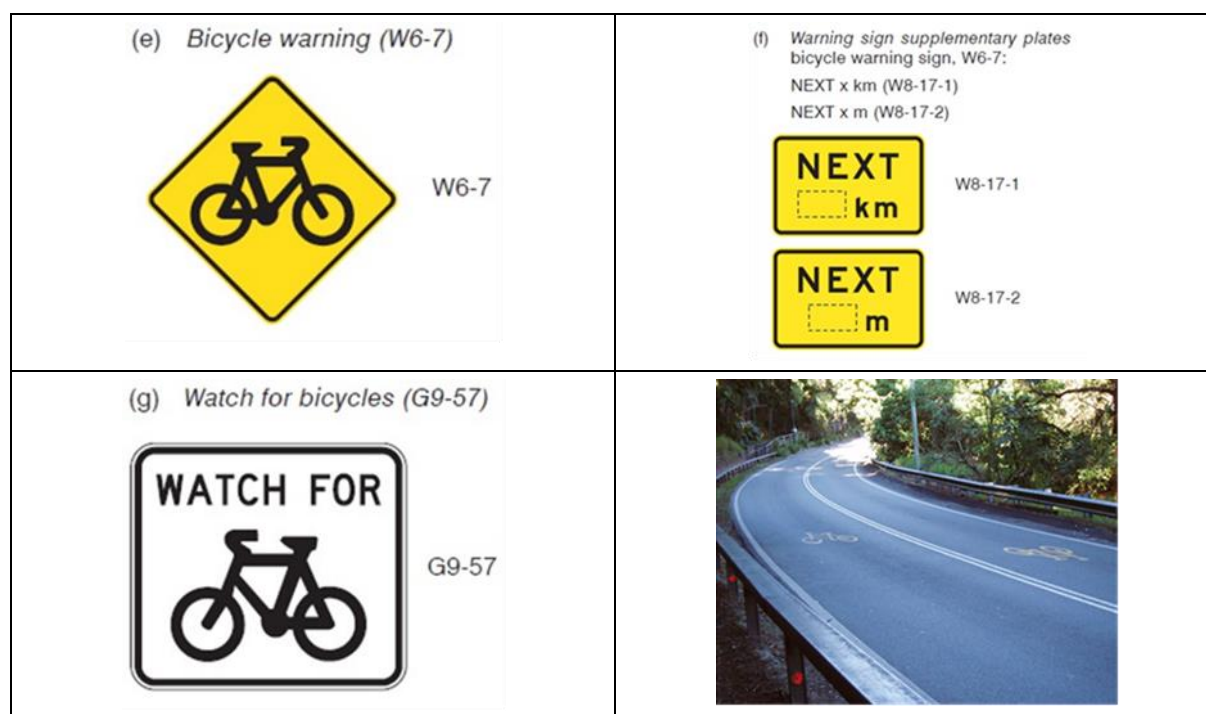 (e) Bicycle warning (W6-7)
W6-7
(f) Warning sign supplementary plates
bicycle warning sign, W6-7:
NEXT x km (W8-17-1)
NEXT x m (W8-17-2)
NEXT
km
W8-17-1
NEXT
m
W8-17-2
(g) Watch for bicycles (G9-57)
WATCH FOR
G9-57